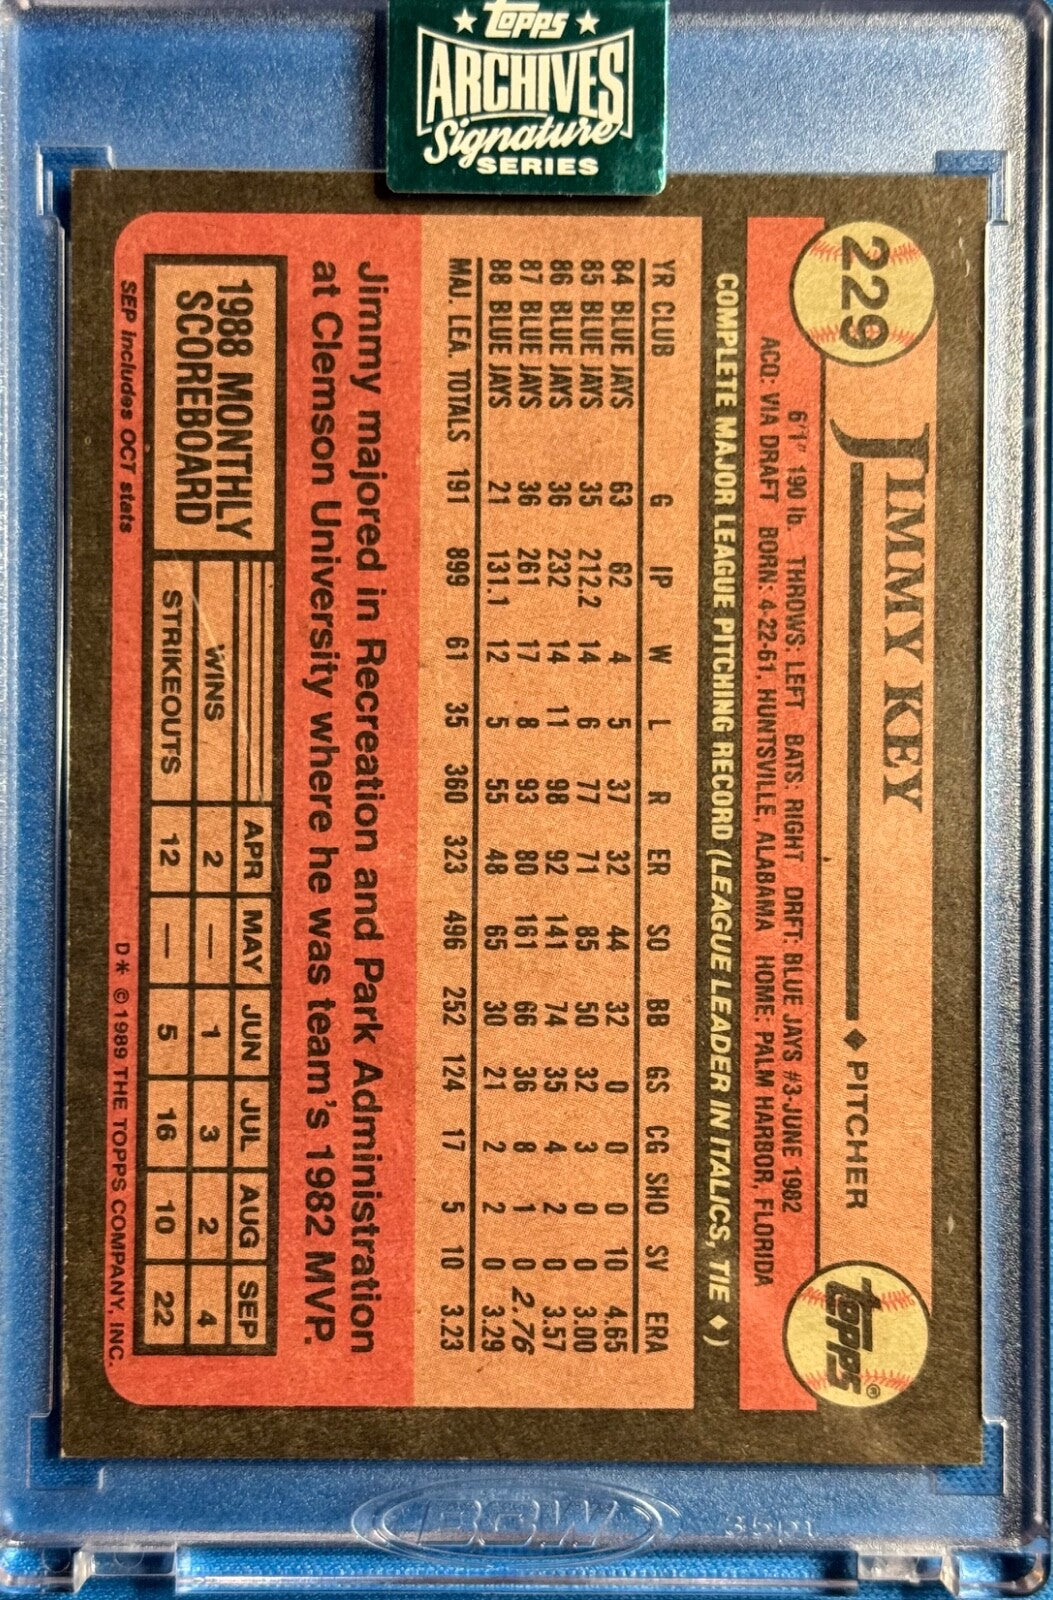 ★ Topps ★
ARCHIVES
Signature
SERIES
229
JIMMY KEY
◆ PITCHER
topps®
6'1" 190 lb. THROWS: LEFT BATS: RIGHT DRFT: BLUE JAYS #3-JUNE 1982
ACQ: VIA DRAFT BORN: 4-22-61, HUNTSVILLE, ALABAMA HOME: PALM HARBOR, FLORIDA
COMPLETE MAJOR LEAGUE PITCHING RECORD (LEAGUE LEADER IN ITALICS, TIE ♦)
YR CLUB G IP W L R ER SO BB GS CG SHO SV ERA
84 BLUE JAYS 63 62 4 5 37 32 44 32 0 0 0 10 4.65
85 BLUE JAYS 35 212.2 14 6 77 71 85 50 32 3 0 0 3.00
86 BLUE JAYS 36 232 14 11 98 92 141 74 35 4 2 0 3.57
87 BLUE JAYS 36 261 17 8 93 80 161 66 36 8 1 0 2.76
88 BLUE JAYS 21 131.1 12 5 55 48 65 30 21 2 2 0 3.29
MAJ. LEA. TOTALS 191 899 61 35 360 323 496 252 124 17 5 10 3.23
Jimmy majored in Recreation and Park Administration
at Clemson University where he was team's 1982 MVP.
1988 MONTHLY
SCOREBOARD
APR MAY JUN JUL AUG SEP
WINS 2 — 1 3 2 4
STRIKEOUTS 12 — 5 16 10 22
SEP includes OCT stats
D* © 1989 THE TOPPS COMPANY, INC.
BCW
35pt